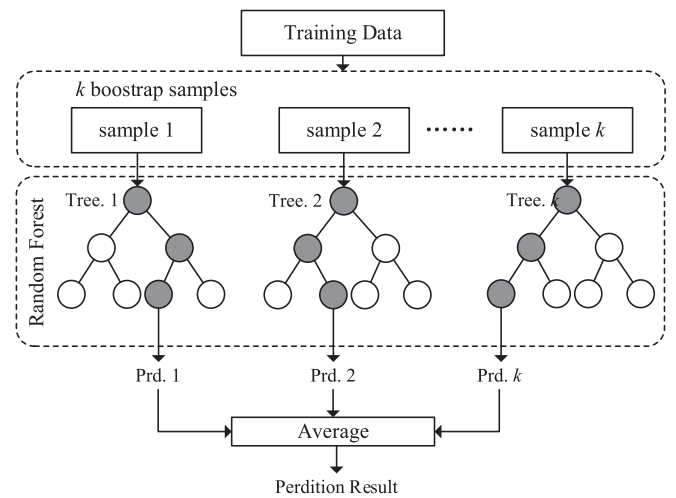 Training Data
k boostrap samples
sample 1
sample 2
......
sample k
Random Forest
Tree. 1
Tree. 2
Tree. k
Prd. 1
Prd. 2
Prd. k
Average
Perdition Result